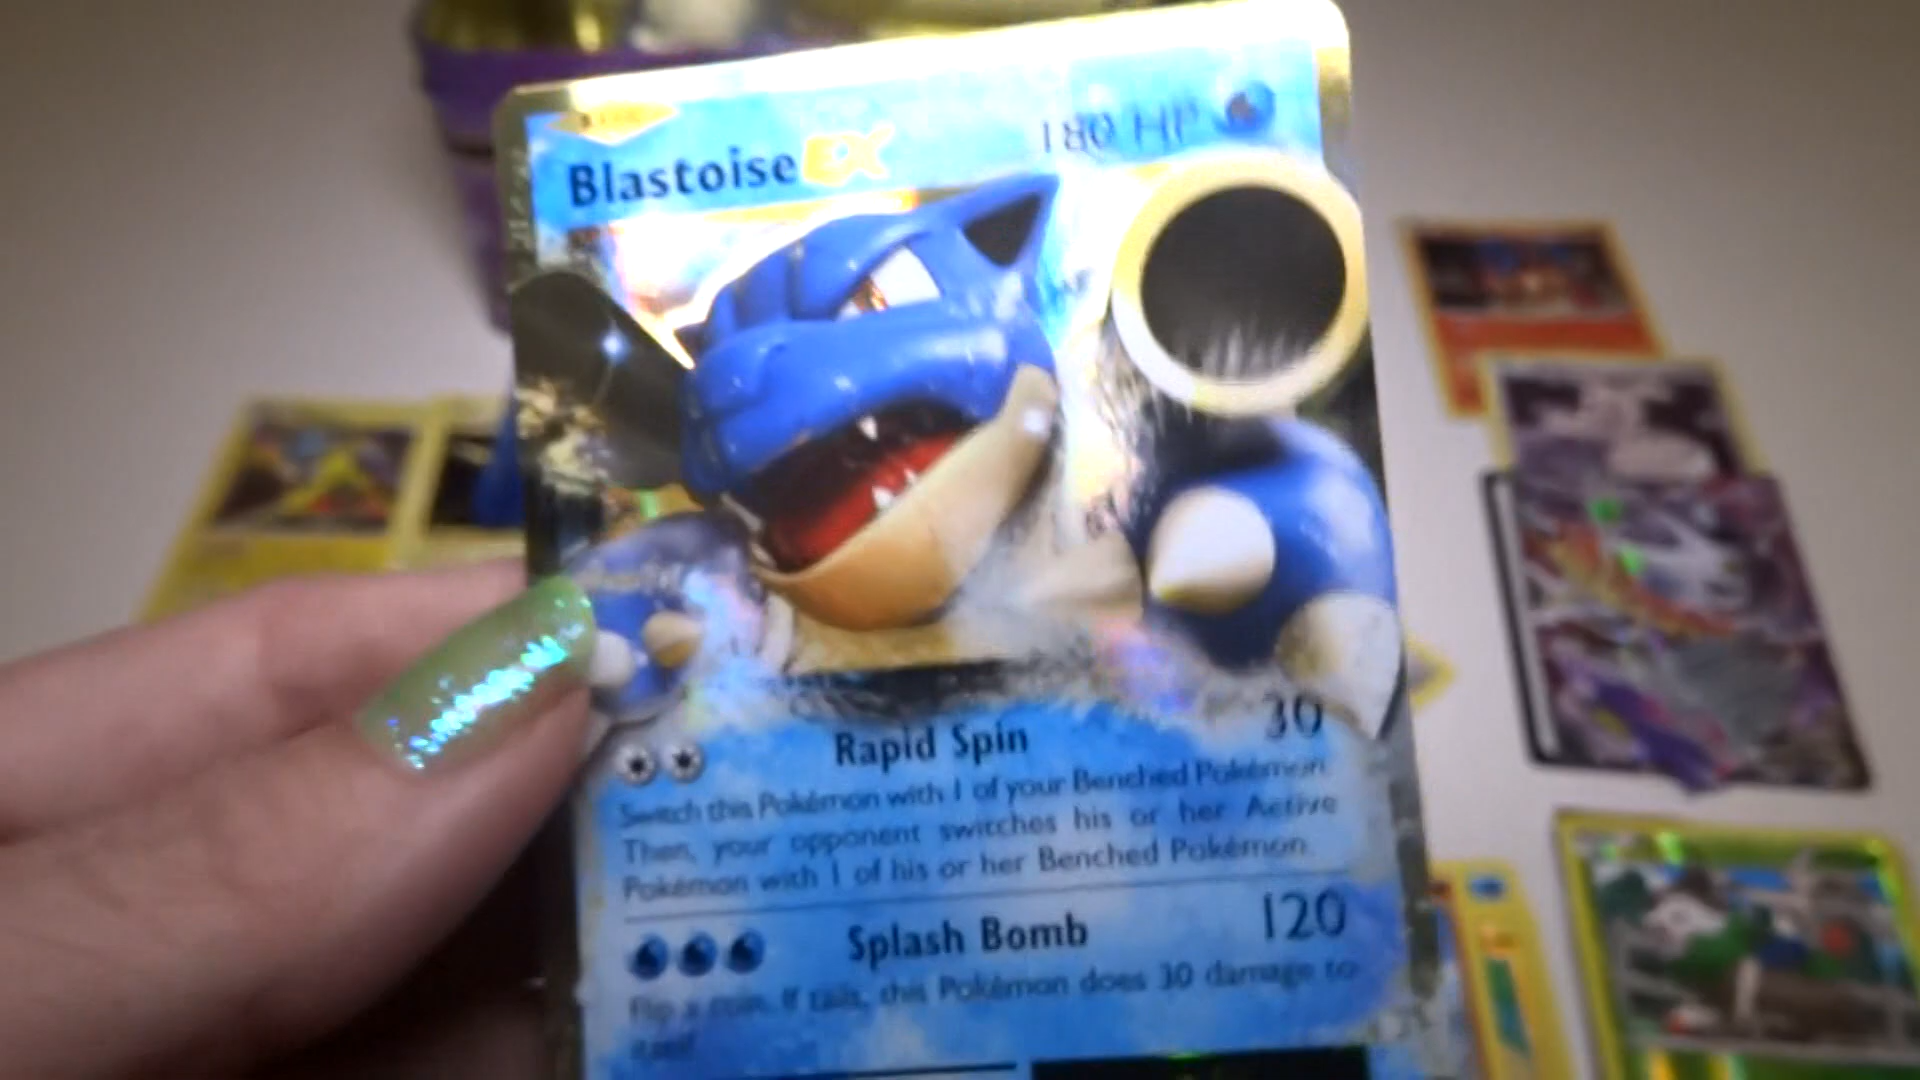 Blastoise EX 180 HP
Rapid Spin 30
Switch this Pokémon with 1 of your Benched Pokémon.
Then, your opponent switches his or her Active
Pokémon with 1 of his or her Benched Pokémon.
Splash Bomb 120
Flip a coin. If tails, this Pokémon does 30 damage to
itself.